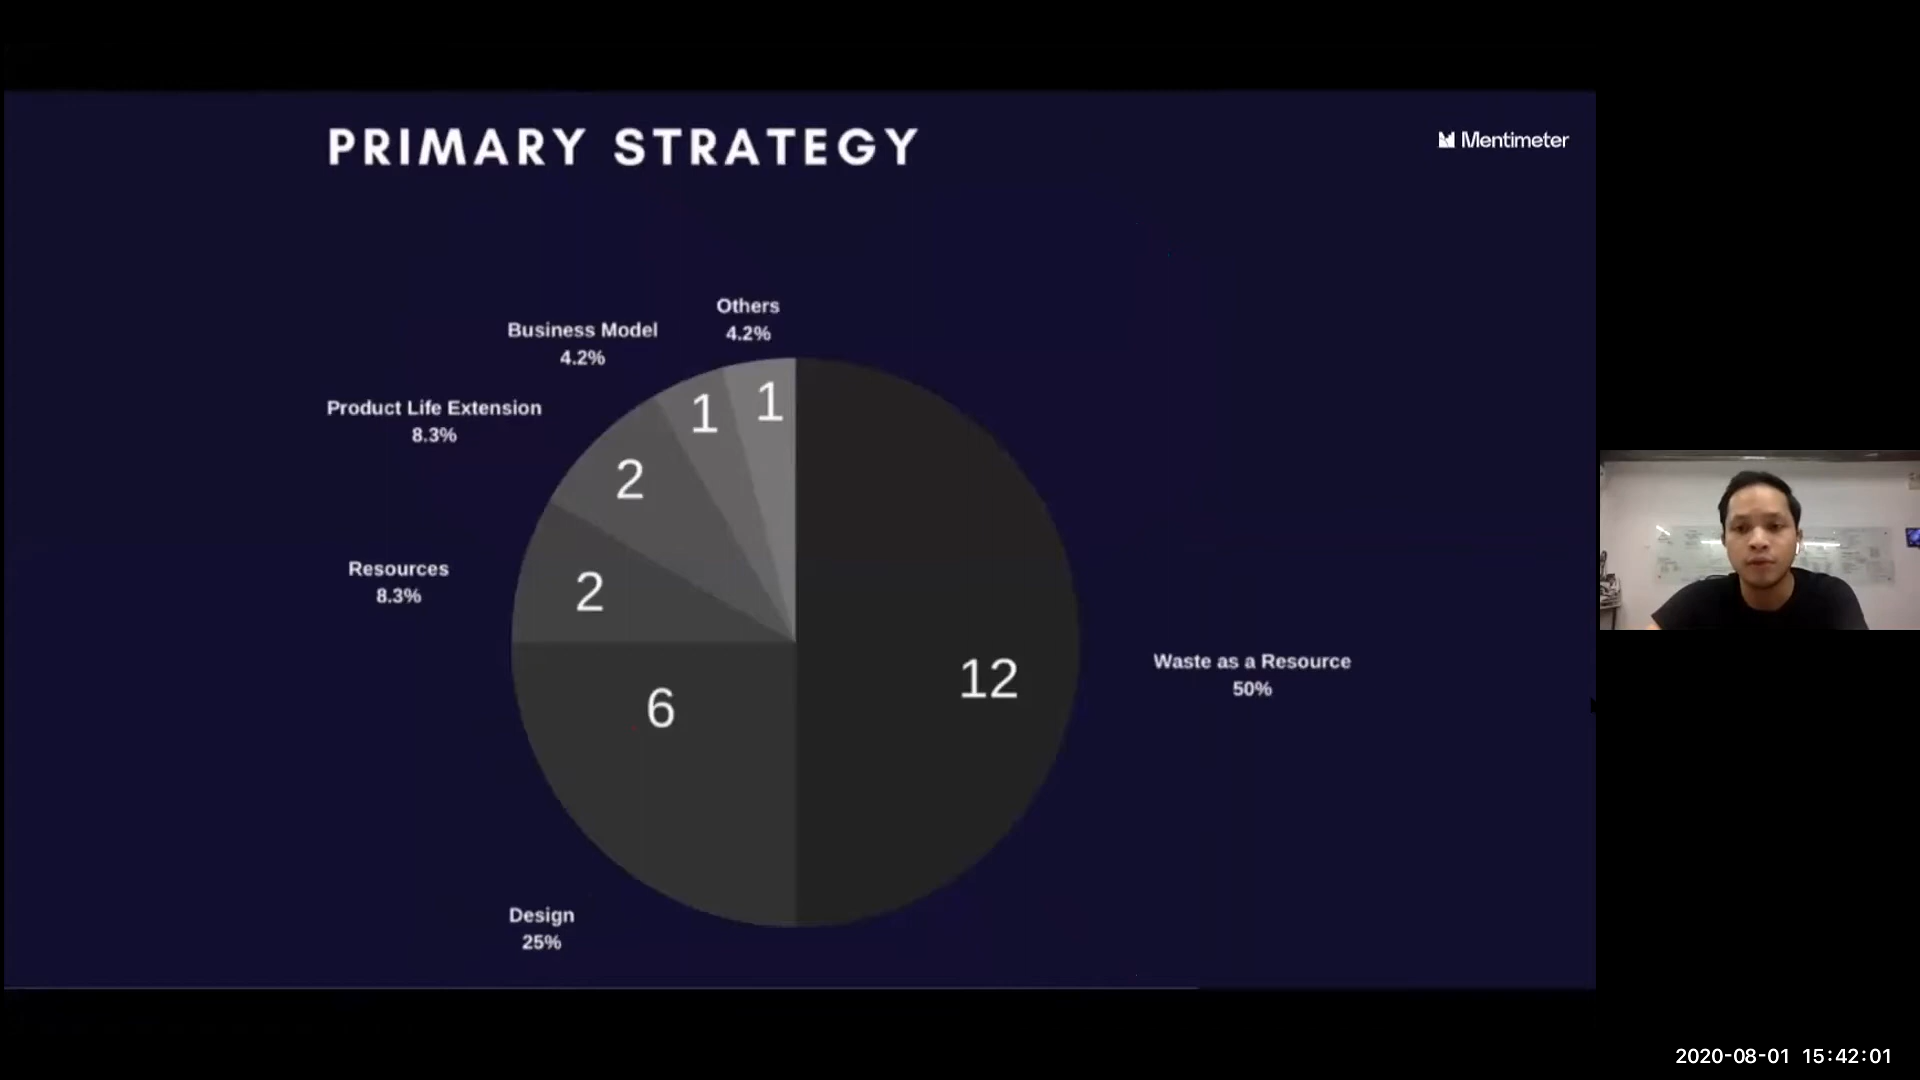 PRIMARY STRATEGY
Mentimeter
Others
4.2%
Business Model
4.2%
Product Life Extension
8.3%
Resources
8.3%
Design
25%
Waste as a Resource
50%
1
1
2
2
6
12
2020-08-01 15:42:01